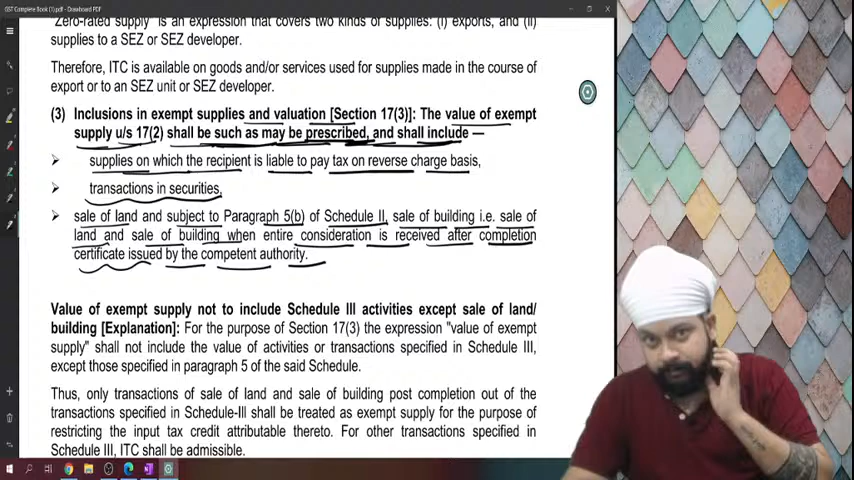 GST Complete Book (1).pdf - Drawboard PDF
"Zero-rated supply" is an expression that covers two kinds of supplies: (i) exports, and (ii)
supplies to a SEZ or SEZ developer.
Therefore, ITC is available on goods and/or services used for supplies made in the course of
export or to an SEZ unit or SEZ developer.
(3) Inclusions in exempt supplies and valuation [Section 17(3)]: The value of exempt
supply u/s 17(2) shall be such as may be prescribed, and shall include —
➤ supplies on which the recipient is liable to pay tax on reverse charge basis,
➤ transactions in securities,
➤ sale of land and subject to Paragraph 5(b) of Schedule II, sale of building i.e. sale of
land and sale of building when entire consideration is received after completion
certificate issued by the competent authority.
Value of exempt supply not to include Schedule III activities except sale of land/
building [Explanation]: For the purpose of Section 17(3) the expression "value of exempt
supply" shall not include the value of activities or transactions specified in Schedule III,
except those specified in paragraph 5 of the said Schedule.
Thus, only transactions of sale of land and sale of building post completion out of the
transactions specified in Schedule-III shall be treated as exempt supply for the purpose of
restricting the input tax credit attributable thereto. For other transactions specified in
Schedule III, ITC shall be admissible.